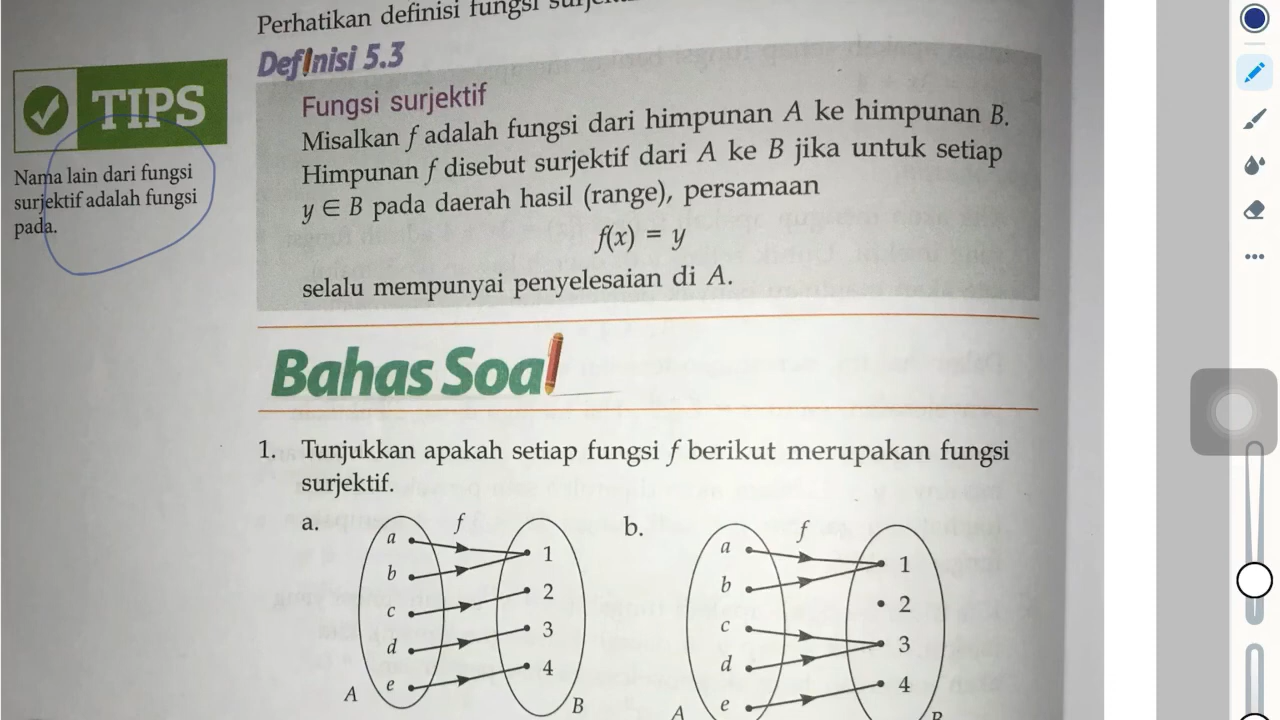 Perhatikan definisi fungsi
Definisi 5.3
TIPS
Nama lain dari fungsi
surjektif adalah fungsi
pada.
Fungsi surjektif
Misalkan f adalah fungsi dari himpunan A ke himpunan B.
Himpunan f disebut surjektif dari A ke B jika untuk setiap
y ∈ B pada daerah hasil (range), persamaan
f(x) = y
selalu mempunyai penyelesaian di A.
Bahas Soal
1. Tunjukkan apakah setiap fungsi f berikut merupakan fungsi
surjektif.
a. f b. f
a 1 a 1
b 2 b 2
c 3 c 3
d 4 d 4
e e
A B A B